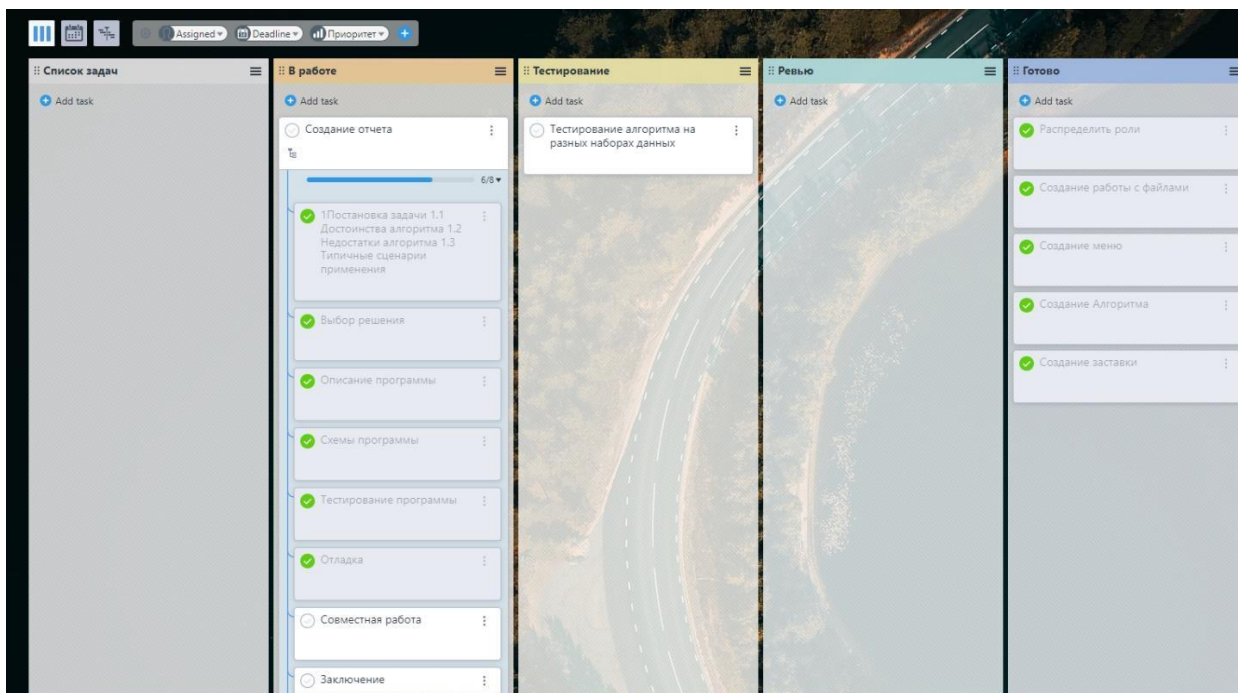 Assigned
Deadline
Приоритет
Список задач
Add task
В работе
Add task
Создание отчета
6/8
1Постановка задачи 1.1
Достоинства алгоритма 1.2
Недостатки алгоритма 1.3
Типичные сценарии
применения
Выбор решения
Описание программы
Схемы программы
Тестирование программы
Отладка
Совместная работа
Заключение
Тестирование
Add task
Тестирование алгоритма на
разных наборах данных
Ревью
Add task
Готово
Add task
Распределить роли
Создание работы с файлами
Создание меню
Создание Алгоритма
Создание заставки